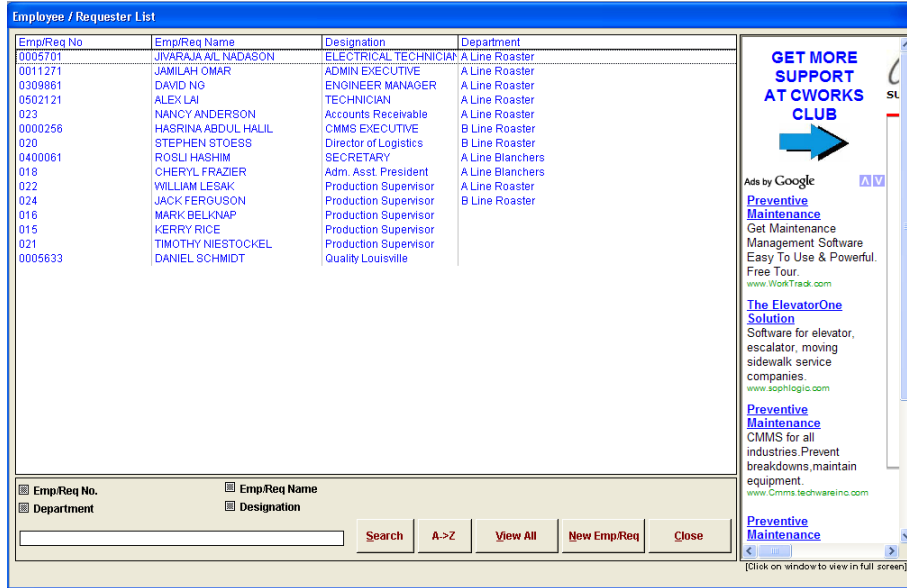 Employee / Requester List
Emp/Req No Emp/Req Name Designation Department
0005701 JIVARAJA A/L NADASON ELECTRICAL TECHNICIAN A Line Roaster
0011271 JAMILAH OMAR ADMIN EXECUTIVE A Line Roaster
0309861 DAVID NG ENGINEER MANAGER A Line Roaster
0502121 ALEX LAI TECHNICIAN A Line Roaster
023 NANCY ANDERSON Accounts Receivable A Line Roaster
0000256 HASRINA ABDUL HALIL CMMS EXECUTIVE B Line Roaster
020 STEPHEN STOESS Director of Logistics B Line Roaster
0400061 ROSLI HASHIM SECRETARY A Line Blanchers
018 CHERYL FRAZIER Adm. Asst. President A Line Blanchers
022 WILLIAM LESAK Production Supervisor A Line Roaster
024 JACK FERGUSON Production Supervisor B Line Roaster
016 MARK BELKNAP Production Supervisor
015 KERRY RICE Production Supervisor
021 TIMOTHY NIESTOCKEL Production Supervisor
0005633 DANIEL SCHMIDT Quality Louisville
Emp/Req No. Emp/Req Name
Department Designation
Search A->Z View All New Emp/Req Close
GET MORE
SUPPORT
AT CWORKS
CLUB
Ads by Google
Preventive
Maintenance
Get Maintenance
Management Software
Easy To Use & Powerful.
Free Tour.
www.WorkTrack.com
The ElevatorOne
Solution
Software for elevator,
escalator, moving
sidewalk service
companies.
www.sophlogic.com
Preventive
Maintenance
CMMS for all
industries.Prevent
breakdowns,maintain
equipment.
www.Cmms.techwareinc.com
Preventive
Maintenance
[Click on window to view in full screen]